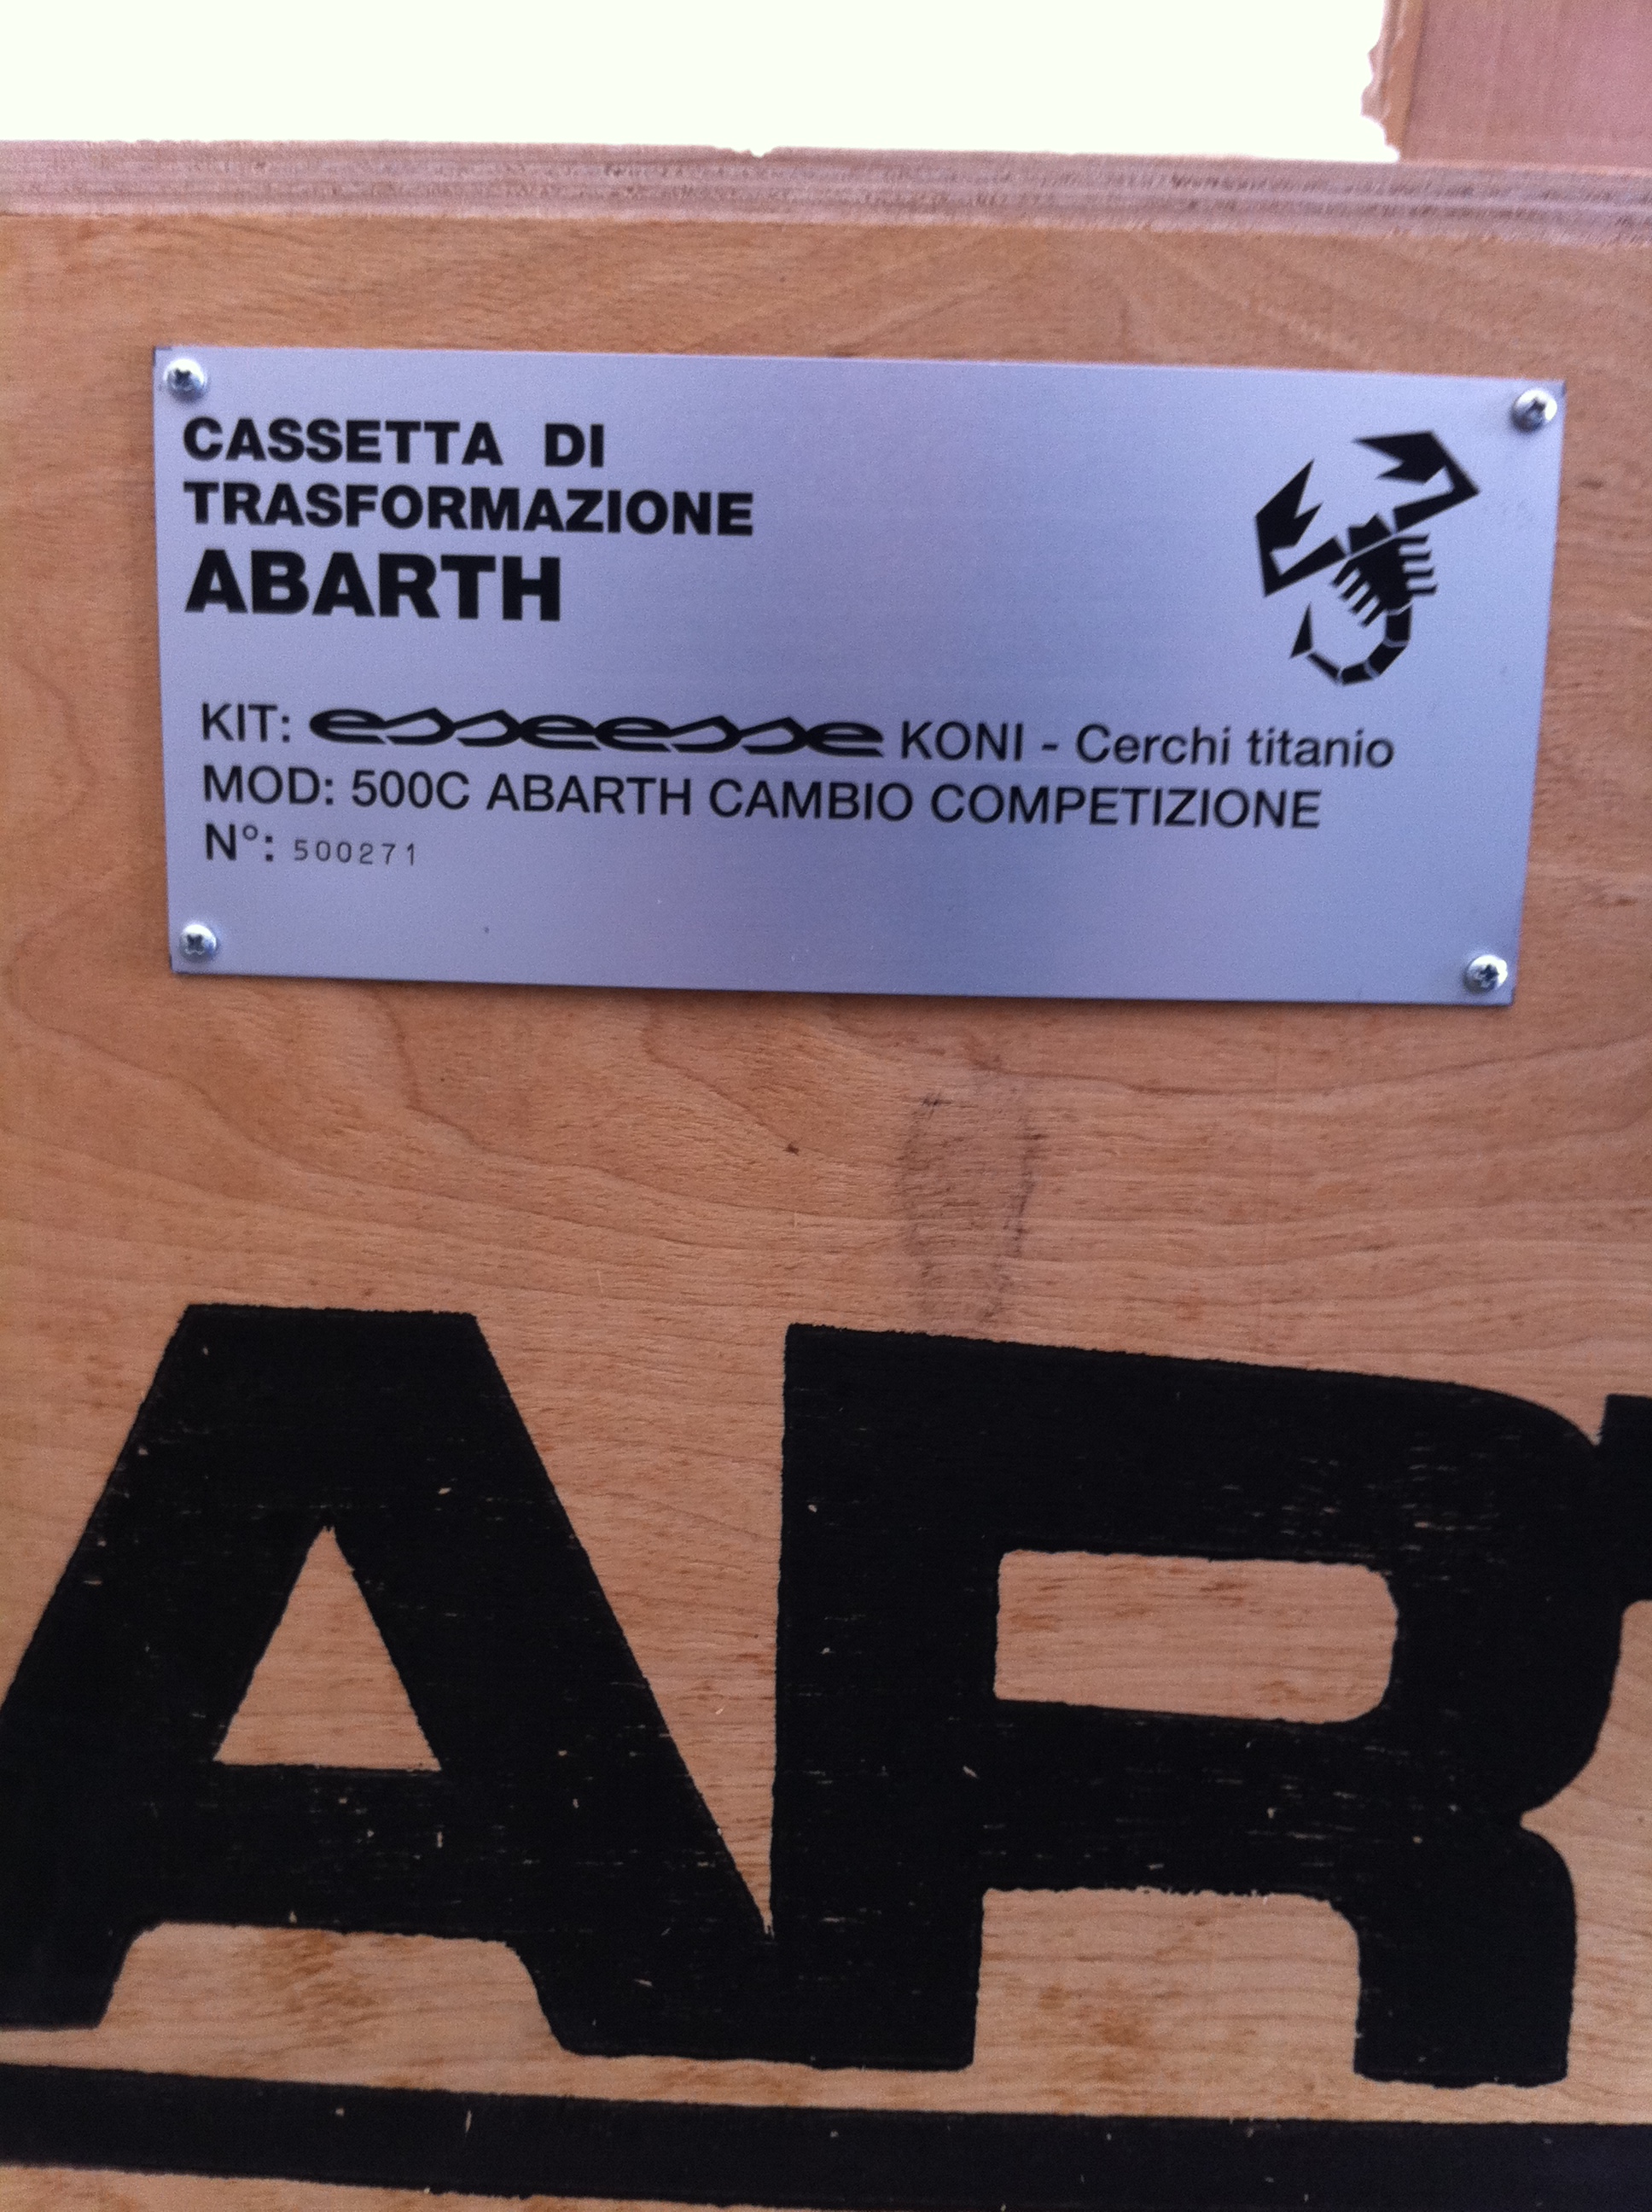 CASSETTA DI
TRASFORMAZIONE
ABARTH
KIT: esseesse KONI - Cerchi titanio
MOD: 500C ABARTH CAMBIO COMPETIZIONE
N°: 500271
AR